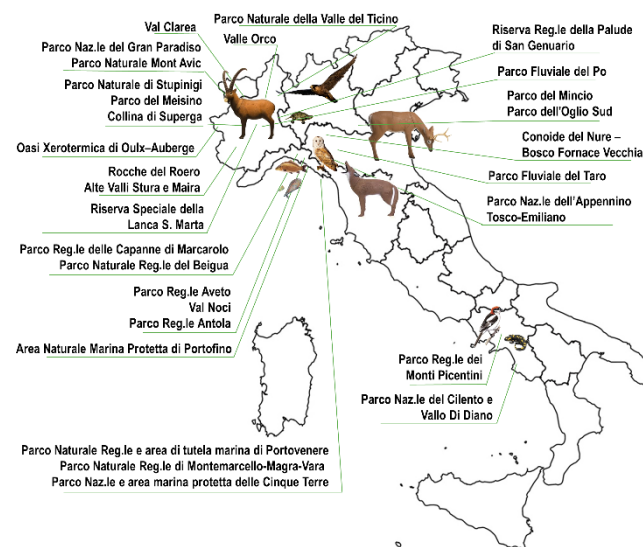 Parco Naturale della Valle del Ticino
Val Clarea
Valle Orco
Parco Naz.le del Gran Paradiso
Parco Naturale Mont Avic
Parco Naturale di Stupinigi
Parco del Meisino
Collina di Superga
Oasi Xerotermica di Oulx–Auberge
Rocche del Roero
Alte Valli Stura e Maira
Riserva Speciale della
Lanca S. Marta
Parco Reg.le delle Capanne di Marcarolo
Parco Naturale Reg.le del Beigua
Parco Reg.le Aveto
Val Noci
Parco Reg.le Antola
Area Naturale Marina Protetta di Portofino
Parco Naturale Reg.le e area di tutela marina di Portovenere
Parco Naturale Reg.le di Montemarcello-Magra-Vara
Parco Naz.le e area marina protetta delle Cinque Terre
Riserva Reg.le della Palude
di San Genuario
Parco Fluviale del Po
Parco del Mincio
Parco dell'Oglio Sud
Conoide del Nure –
Bosco Fornace Vecchia
Parco Fluviale del Taro
Parco Naz.le dell'Appennino
Tosco-Emiliano
Parco Reg.le dei
Monti Picentini
Parco Naz.le del Cilento e
Vallo Di Diano